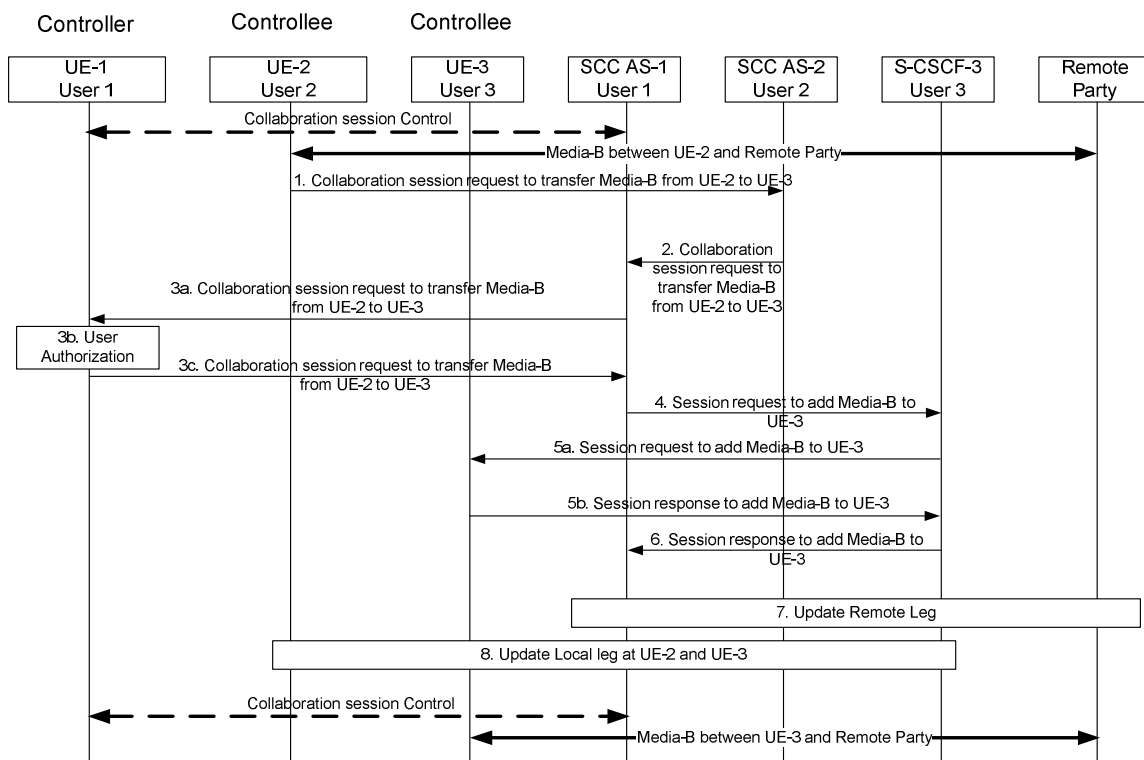 Controller
Controllee
Controllee
UE-1
User 1
UE-2
User 2
UE-3
User 3
SCC AS-1
User 1
SCC AS-2
User 2
S-CSCF-3
User 3
Remote
Party
Collaboration session Control
Media-B between UE-2 and Remote Party
1. Collaboration session request to transfer Media-B from UE-2 to UE-3
2. Collaboration
session request to
transfer Media-B
from UE-2 to UE-3
3a. Collaboration session request to transfer Media-B
from UE-2 to UE-3
3b. User
Authorization
3c. Collaboration session request to transfer Media-B
from UE-2 to UE-3
4. Session request to add Media-B to
UE-3
5a. Session request to add Media-B to UE-3
5b. Session response to add Media-B to UE-3
6. Session response to add Media-B to
UE-3
7. Update Remote Leg
8. Update Local leg at UE-2 and UE-3
Collaboration session Control
Media-B between UE-3 and Remote Party